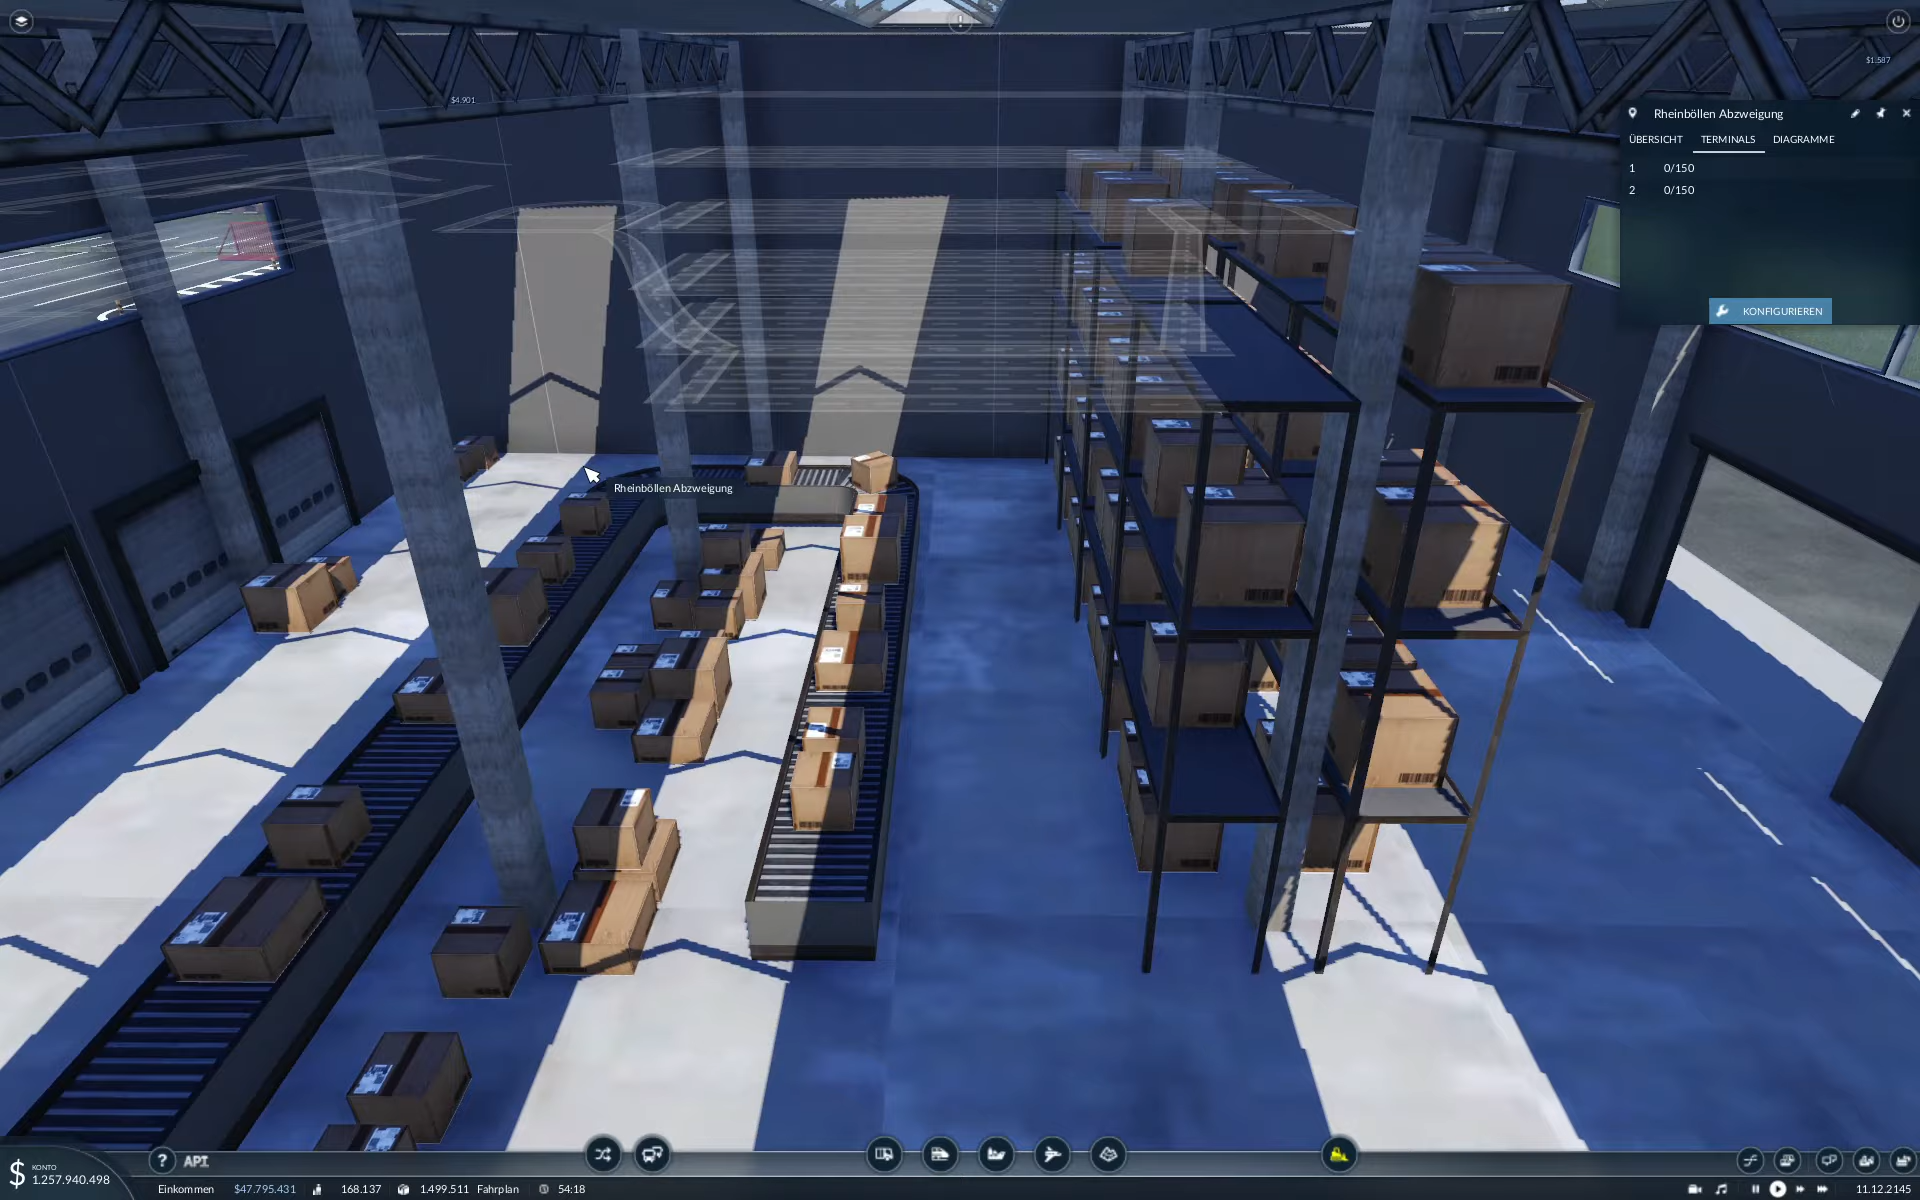 $4.901
$1.587
Rheinböllen Abzweigung
ÜBERSICHT TERMINALS DIAGRAMME
1 0/150
2 0/150
KONFIGURIEREN
Rheinböllen Abzweigung
? API
$ KONTO
1.257.940.498
Einkommen $47.795.431 168.137 1.499.511 Fahrplan 54:18
11.12.2145